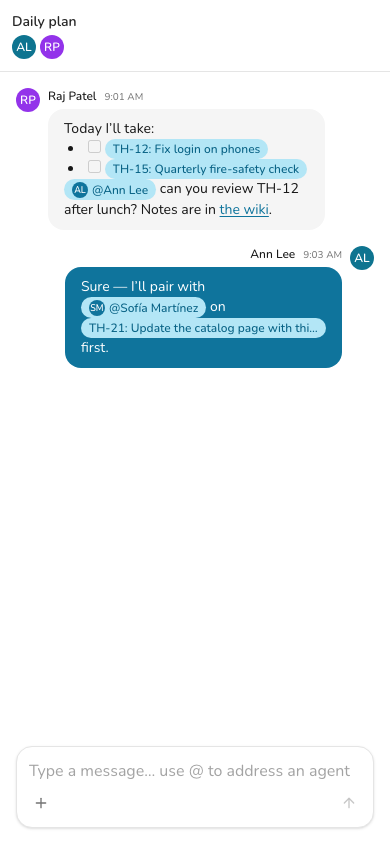 Daily plan
AL RP
RP Raj Patel 9:01 AM
Today I'll take:
TH-12: Fix login on phones
TH-15: Quarterly fire-safety check
AL @Ann Lee can you review TH-12
after lunch? Notes are in the wiki.
Ann Lee 9:03 AM AL
Sure — I'll pair with
SM @Sofía Martínez on
TH-21: Update the catalog page with thi...
first.
Type a message... use @ to address an agent